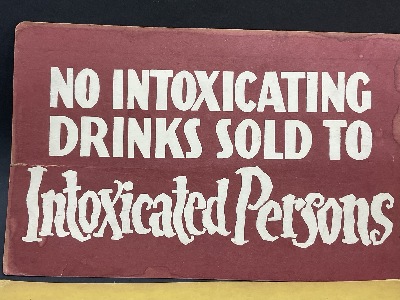 NO INTOXICATING
DRINKS SOLD TO
Intoxicated Persons